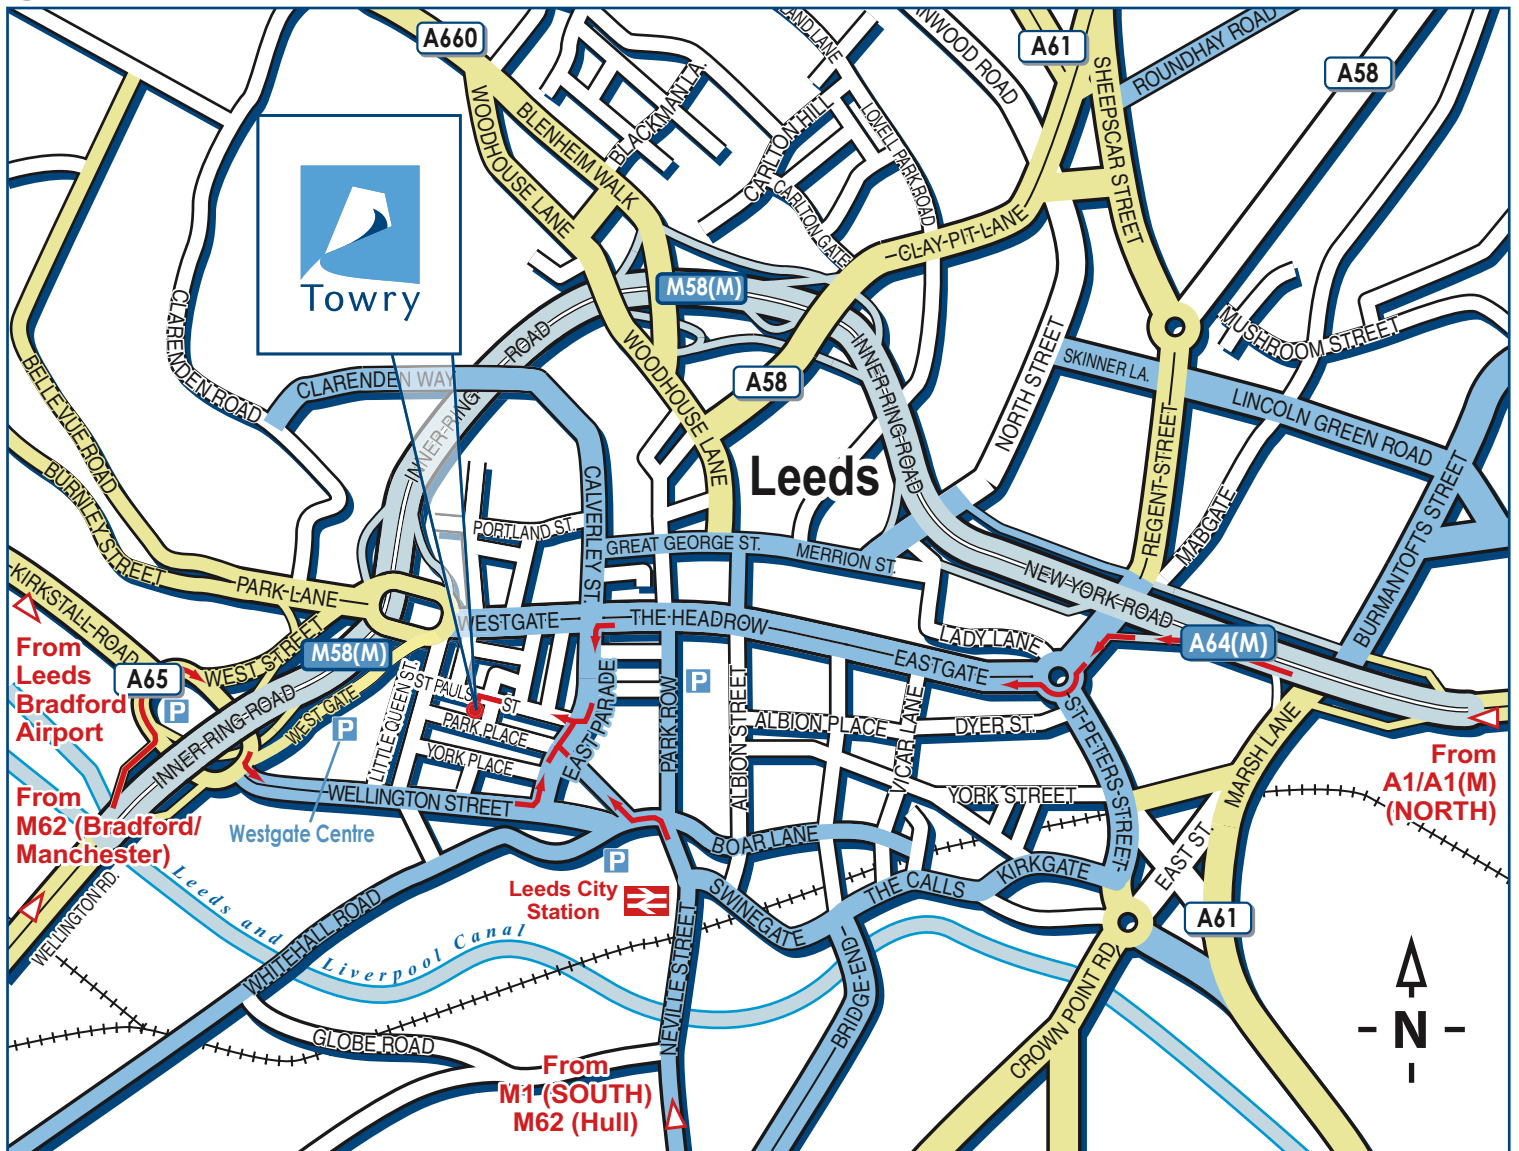 A660
A61
A58
ROUNDHAY ROAD
SHEEPSCAR STREET
WOODHOUSE LANE
BLENHEIM WALK
BLACKMAN LA.
CARLTON HILL
CARLTON GATE
LOVELL PARK ROAD
CLAY PIT LANE
Towry
M58(M)
CLARENDEN ROAD
CLARENDEN WAY
INNER RING ROAD
WOODHOUSE LANE
A58
INNER RING ROAD
NORTH STREET
SKINNER LA.
MUSHROOM STREET
LINCOLN GREEN ROAD
REGENT STREET
MABGATE
BURMANTOFTS STREET
BELLEVUE ROAD
BURNLEY STREET
Leeds
PORTLAND ST.
CALVERLEY ST.
GREAT GEORGE ST.
MERRION ST.
NEW YORK ROAD
KIRKSTALL ROAD
PARK LANE
WESTGATE
THE HEADROW
LADY LANE
EASTGATE
A64(M)
From
Leeds
Bradford
Airport
A65
WEST STREET
M58(M)
WEST GATE
INNER RING ROAD
P
P
P
LITTLE QUEEN ST.
ST PAULS ST
PARK PLACE
YORK PLACE
EAST PARADE
PARK ROW
ALBION STREET
ALBION PLACE
VICAR LANE
DYER ST.
ST. PETERS STREET
MARSH LANE
From
A1/A1(M)
(NORTH)
From
M62 (Bradford/
Manchester)
WELLINGTON STREET
Westgate Centre
YORK STREET
BOAR LANE
P
Leeds City
Station
SWINEGATE
THE CALLS
KIRKGATE
EAST ST.
A61
WELLINGTON RD.
Leeds and Liverpool Canal
WHITEHALL ROAD
NEVILLE STREET
BRIDGE END
CROWN POINT RD
GLOBE ROAD
From
M1 (SOUTH)
M62 (Hull)
N